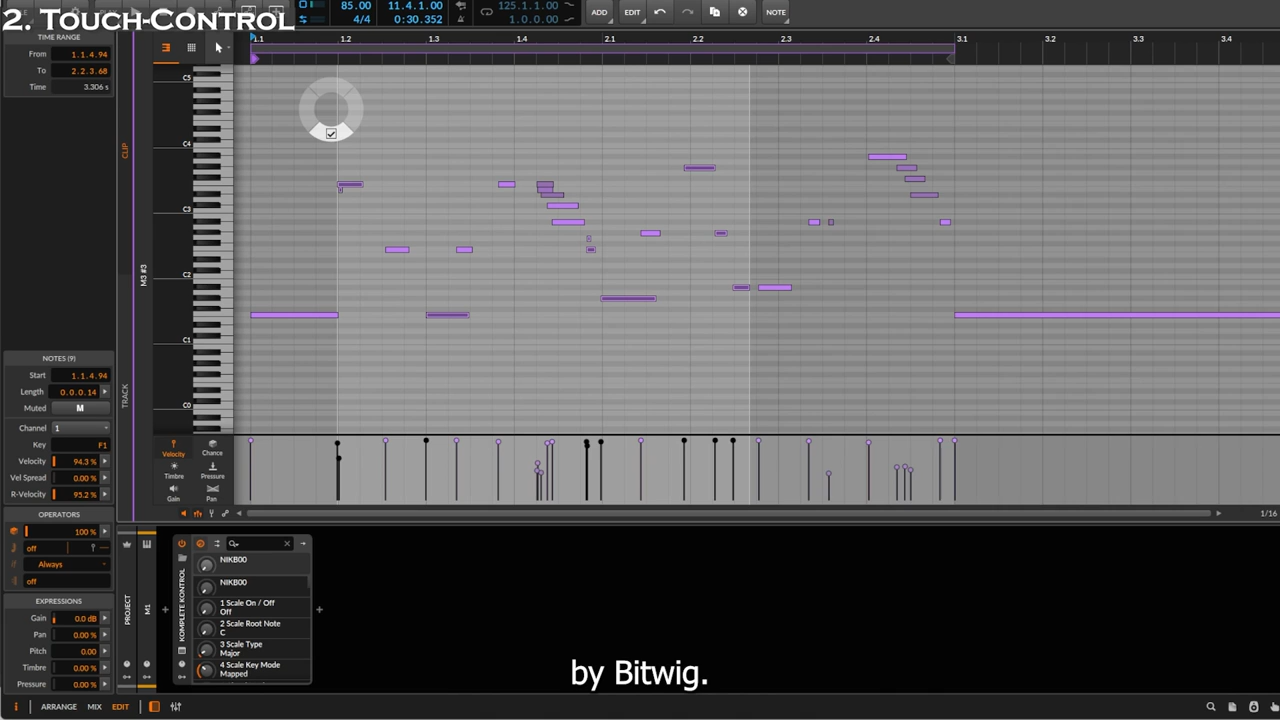 2. Touch-Control
85.00
11.4.1.00
125.1.1.00
4/4
0:00:30.352
1.0.0.00
ADD
EDIT
NOTE
TIME RANGE
From
1.1.4.94
To
2.2.3.68
Time
3.306 s
1.1
1.2
1.3
1.4
2.1
2.2
2.3
2.4
3.1
3.2
3.3
3.4
CLIP
M3 #3
TRACK
C5
C4
C3
C2
C1
C0
NOTES (9)
Start
1.1.4.94
Length
0.0.0.14
Muted
M
Channel
1
Key
F1
Velocity
94.3 %
Vel Spread
0.00 %
R-Velocity
95.2 %
Velocity
Chance
Timbre
Pressure
Gain
Pan
1/16
OPERATORS
100 %
off
Always
off
EXPRESSIONS
Gain
0.0 dB
Pan
0.00 %
Pitch
0.00
Timbre
0.00 %
Pressure
0.00 %
PROJECT
M1
KOMPLETE KONTROL
NIKB00
NIKB00
1 Scale On / Off
Off
2 Scale Root Note
C
3 Scale Type
Major
4 Scale Key Mode
Mapped
by Bitwig.
i
ARRANGE
MIX
EDIT